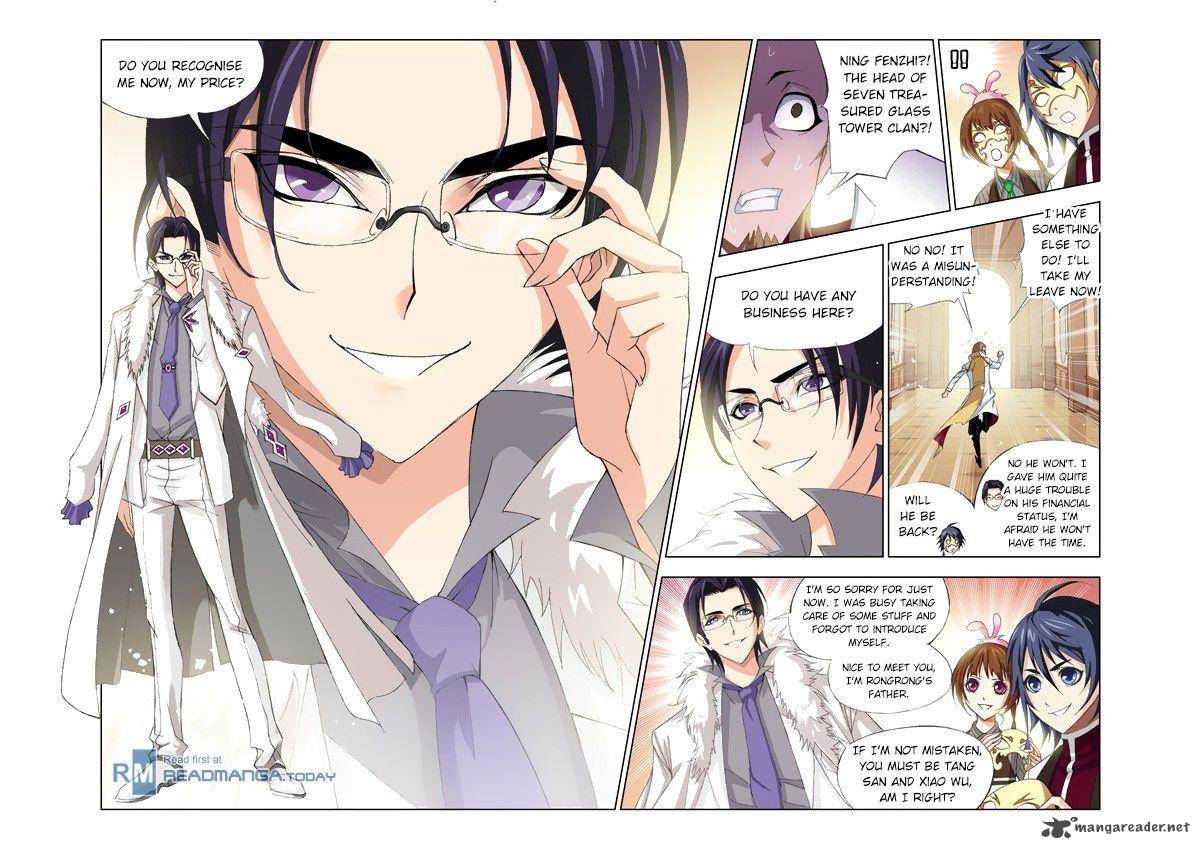 DO YOU RECOGNISE
ME NOW, MY PRICE?
NING FENZHI?!
THE HEAD OF
SEVEN TREA-
SURED GLASS
TOWER CLAN?!
!!
DO YOU HAVE ANY
BUSINESS HERE?
NO NO! IT
WAS A MISUN-
DERSTANDING!
I HAVE
SOMETHING
ELSE TO
DO! I'LL
TAKE MY
LEAVE NOW!
WILL
HE BE
BACK?
NO HE WON'T. I
GAVE HIM QUITE
A HUGE TROUBLE
ON HIS FINANCIAL
STATUS, I'M
AFRAID HE WON'T
HAVE THE TIME.
I'M SO SORRY FOR JUST
NOW. I WAS BUSY TAKING
CARE OF SOME STUFF AND
FORGOT TO INTRODUCE
MYSELF.
NICE TO MEET YOU,
I'M RONGRONG'S
FATHER.
IF I'M NOT MISTAKEN,
YOU MUST BE TANG
SAN AND XIAO WU,
AM I RIGHT?
RM
Read first at
READMANGA.TODAY
mangareader.net